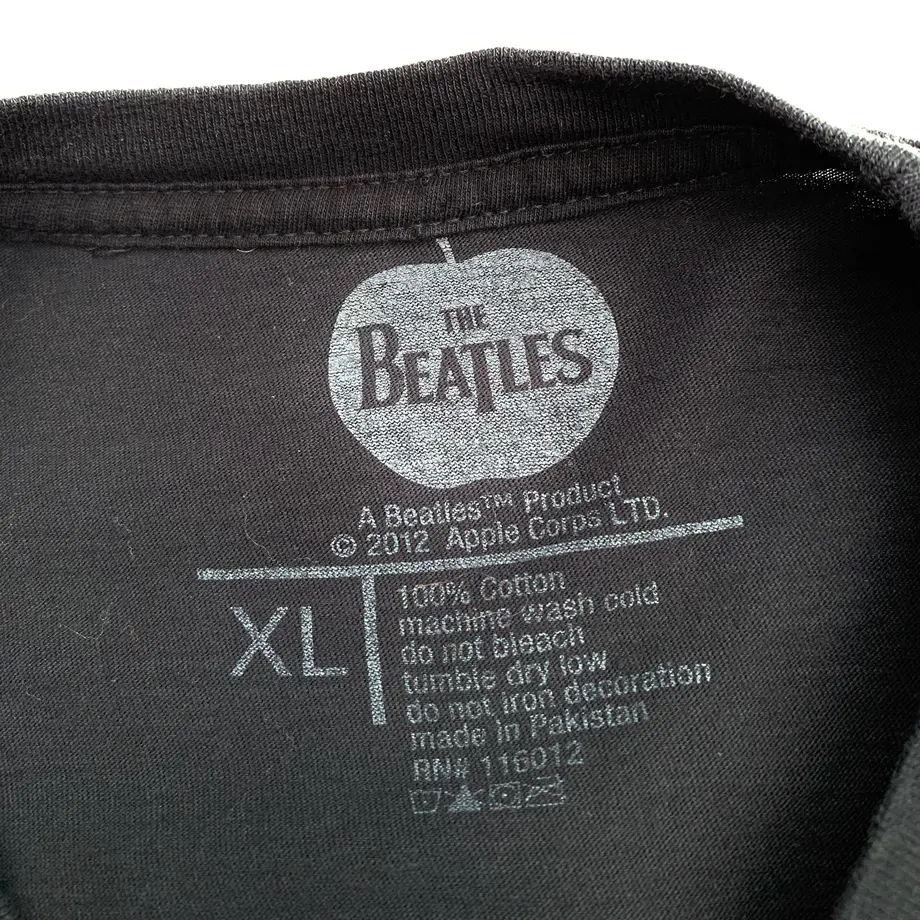 THE
BEATLES
A Beatles™ Product
© 2012 Apple Corps LTD.
XL
100% Cotton
machine wash cold
do not bleach
tumble dry low
do not iron decoration
made in Pakistan
RN# 116012